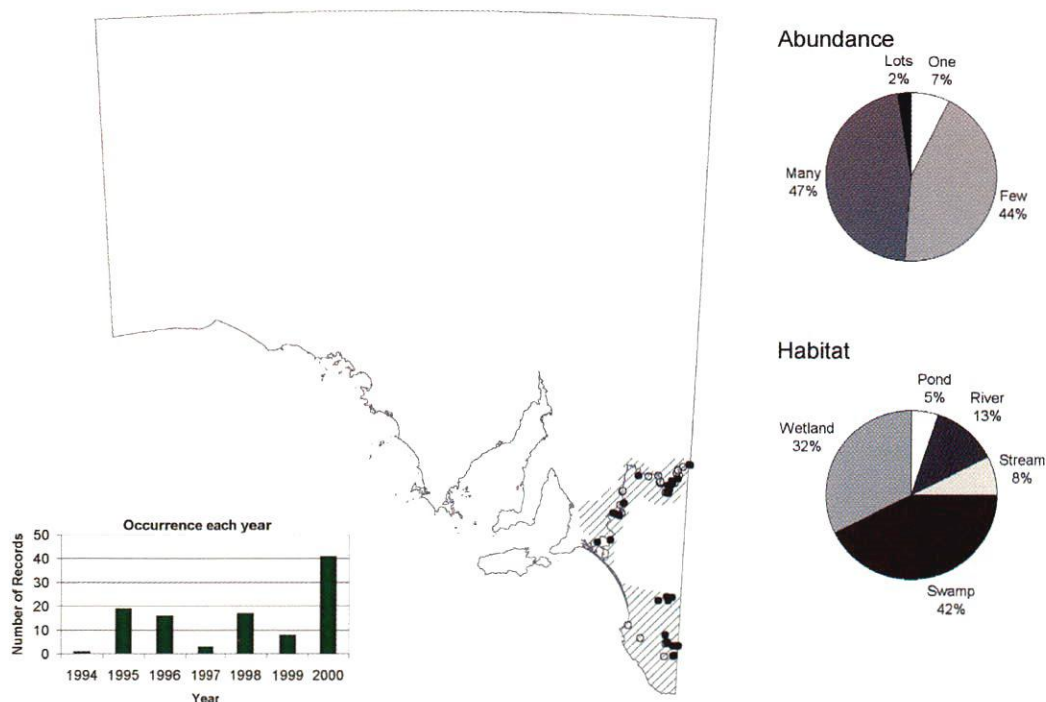 Abundance
Lots
2%
One
7%
Many
47%
Few
44%
Habitat
Pond
5%
River
13%
Wetland
32%
Stream
8%
Swamp
42%
Occurrence each year
Number of Records
50
40
30
20
10
0
1994 1995 1996 1997 1998 1999 2000
Year